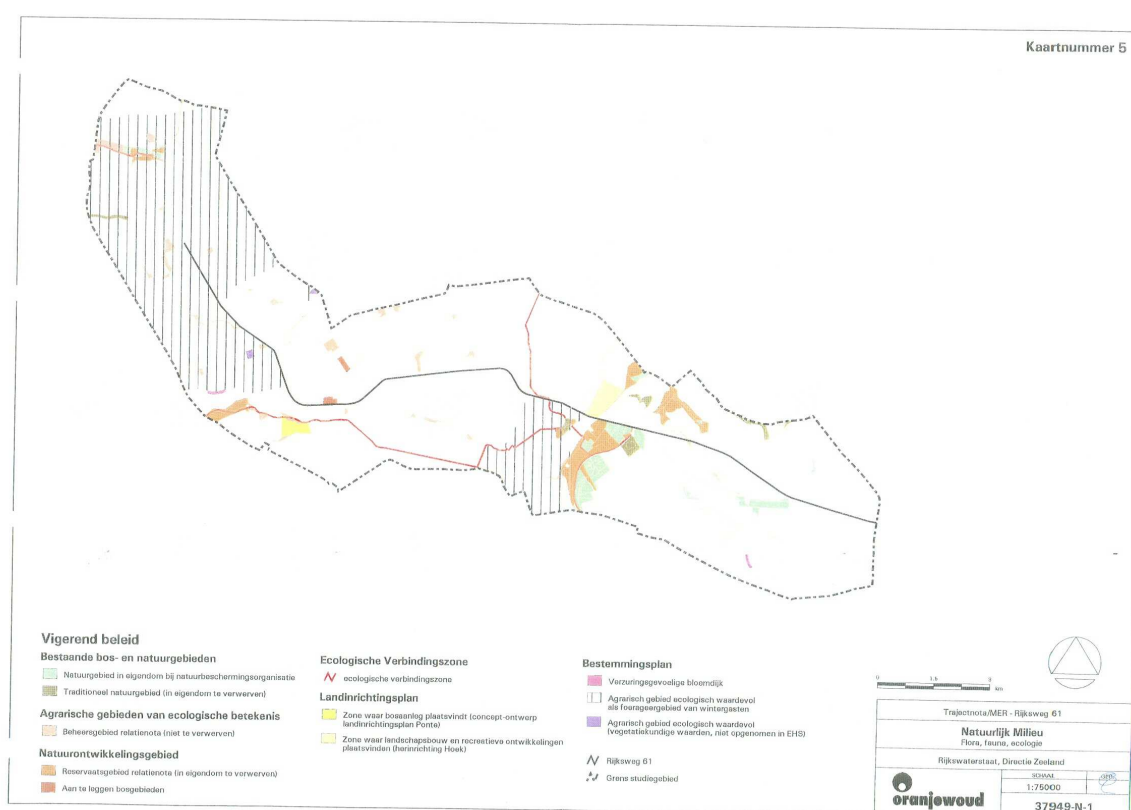 Kaartnummer 5
Vigerend beleid
Bestaande bos- en natuurgebieden
Natuurgebied in eigendom bij natuurbeschermingsorganisatie
Traditioneel natuurgebied (in eigendom te verwerven)
Agrarische gebieden van ecologische betekenis
Beheersgebied relatienota (niet te verwerven)
Natuurontwikkelingsgebied
Reservaatsgebied relatienota (in eigendom te verwerven)
Aan te leggen bosgebieden
Ecologische Verbindingszone
ecologische verbindingszone
Landinrichtingsplan
Zone waar bosaanleg plaatsvindt (concept-ontwerp
landinrichtingsplan Ponte)
Zone waar landschapsbouw en recreatieve ontwikkelingen
plaatsvinden (herinrichting Hoek)
Bestemmingsplan
Verzuringsgevoelige bloemdijk
Agrarisch gebied ecologisch waardevol
als foerageergebied van wintergasten
Agrarisch gebied ecologisch waardevol
(vegetatiekundige waarden, niet opgenomen in EHS)
Rijksweg 61
Grens studiegebied
0 1,5 3
km
Trajectnota/MER - Rijksweg 61
Natuurlijk Milieu
Flora, fauna, ecologie
Rijkswaterstaat, Directie Zeeland
oranjewoud
SCHAAL
1:75000
37949-N-1